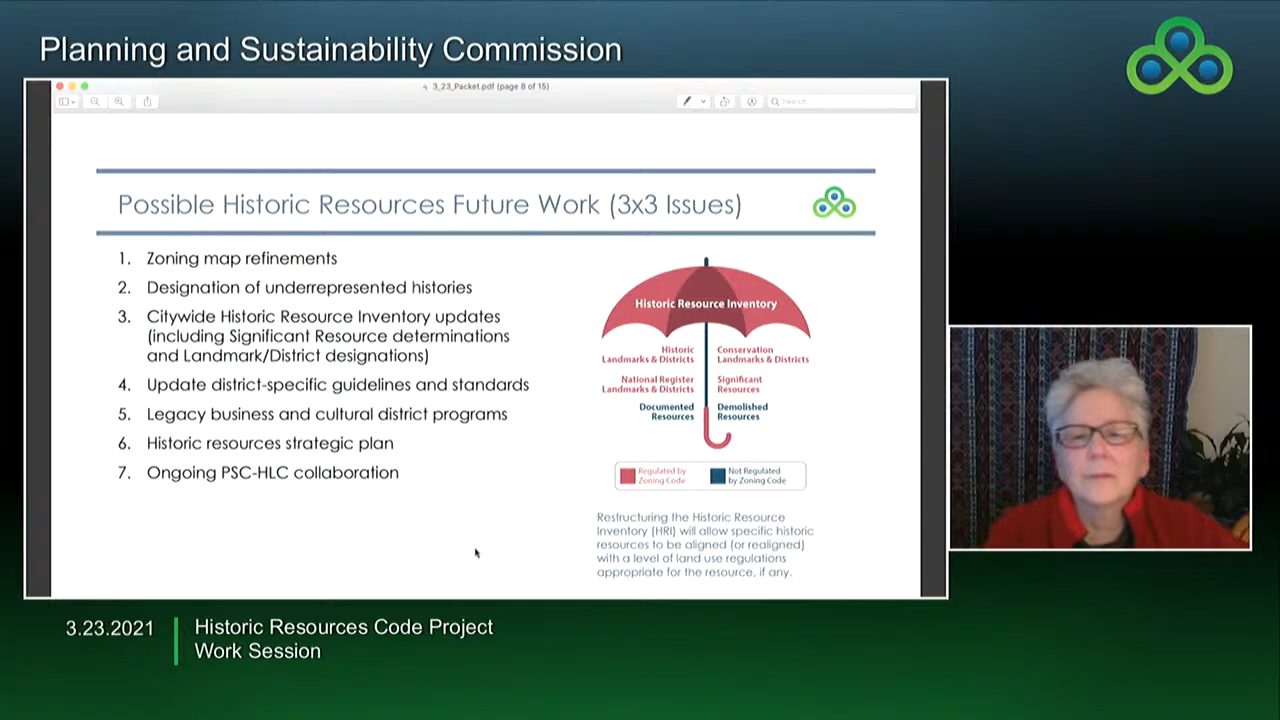 Planning and Sustainability Commission
3_23_Packet.pdf (page 8 of 15)
Search
Possible Historic Resources Future Work (3x3 Issues)
1. Zoning map refinements
2. Designation of underrepresented histories
3. Citywide Historic Resource Inventory updates
(including Significant Resource determinations
and Landmark/District designations)
4. Update district-specific guidelines and standards
5. Legacy business and cultural district programs
6. Historic resources strategic plan
7. Ongoing PSC-HLC collaboration
Historic Resource Inventory
Historic
Landmarks & Districts
Conservation
Landmarks & Districts
National Register
Landmarks & Districts
Significant
Resources
Documented
Resources
Demolished
Resources
Regulated by
Zoning Code
Not Regulated
by Zoning Code
Restructuring the Historic Resource
Inventory (HRI) will allow specific historic
resources to be aligned (or realigned)
with a level of land use regulations
appropriate for the resource, if any.
3.23.2021
Historic Resources Code Project
Work Session